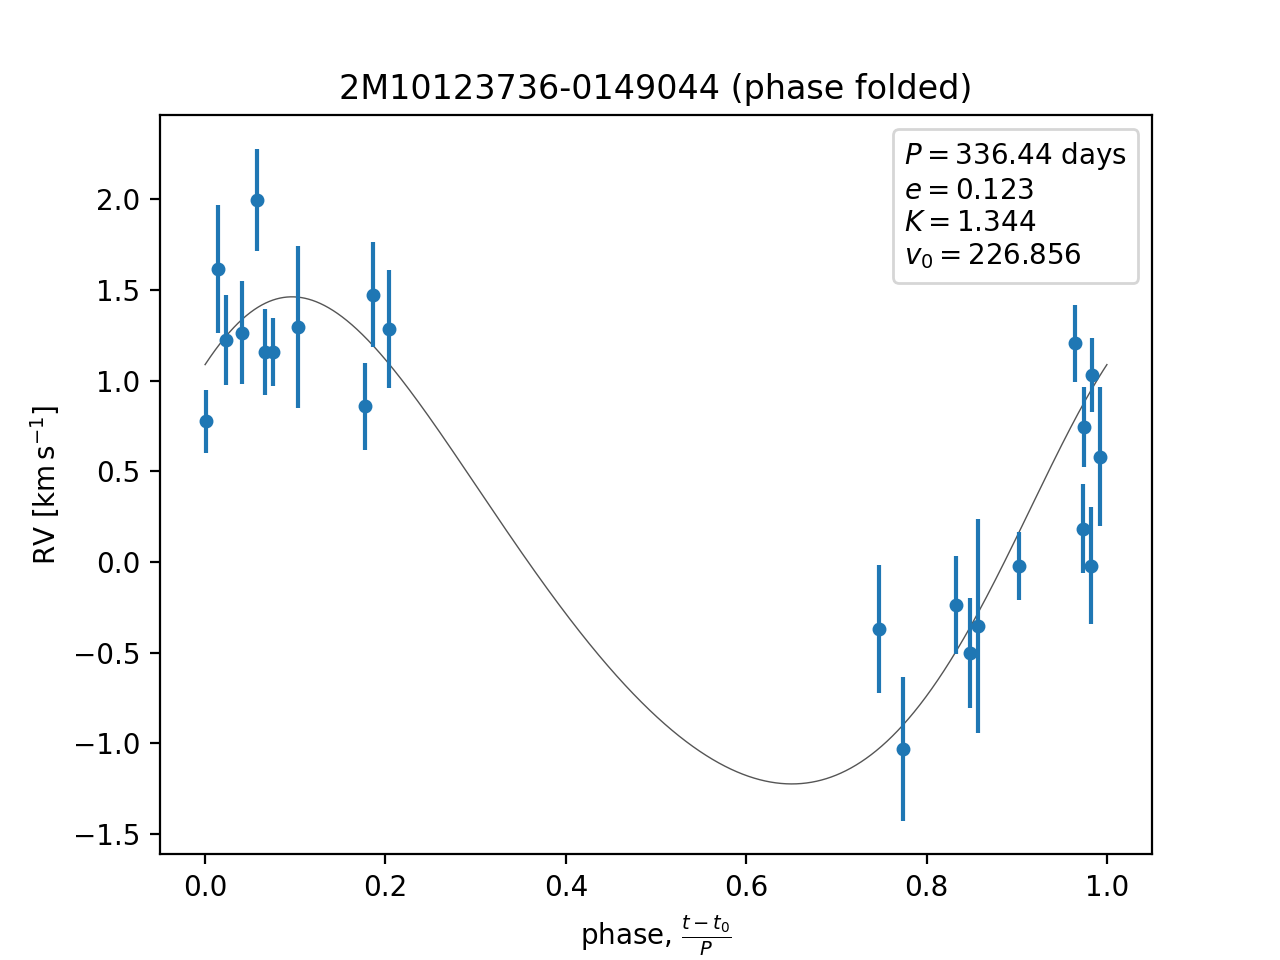 2M10123736-0149044 (phase folded)
P = 336.44 days
e = 0.123
K = 1.344
v₀ = 226.856
RV [km s⁻¹]
2.0
1.5
1.0
0.5
0.0
−0.5
−1.0
−1.5
0.0 0.2 0.4 0.6 0.8 1.0
phase, (t − t₀)/P